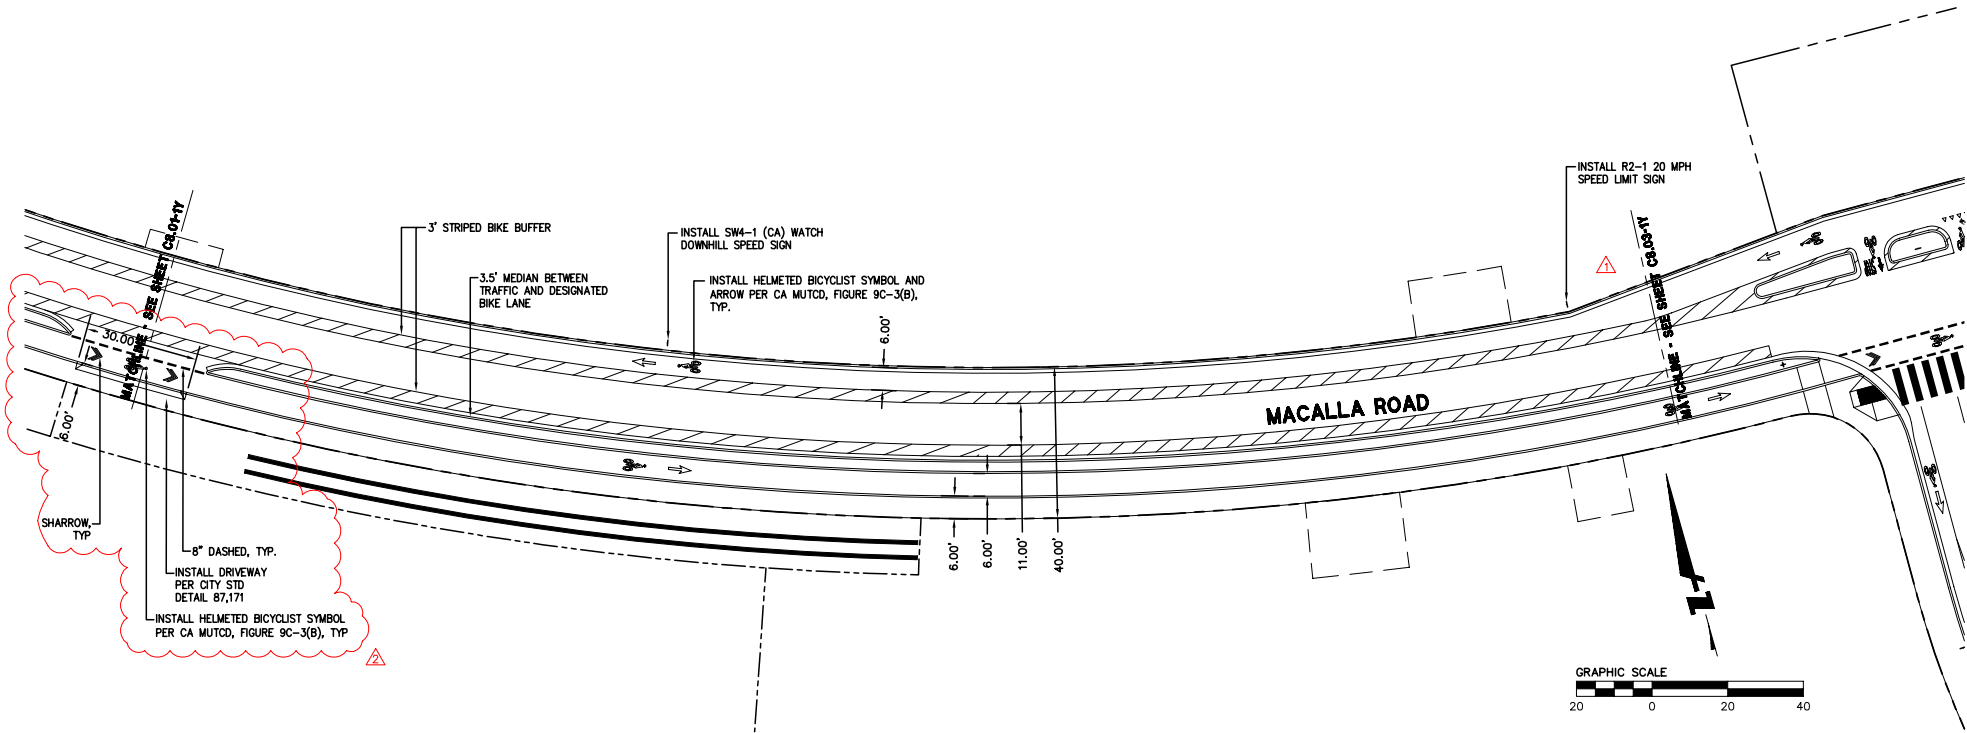 MATCHLINE - SEE SHEET C8.01-1Y
3' STRIPED BIKE BUFFER
INSTALL SW4-1 (CA) WATCH
DOWNHILL SPEED SIGN
3.5' MEDIAN BETWEEN
TRAFFIC AND DESIGNATED
BIKE LANE
INSTALL HELMETED BICYCLIST SYMBOL AND
ARROW PER CA MUTCD, FIGURE 9C-3(B),
TYP.
INSTALL R2-1 20 MPH
SPEED LIMIT SIGN
MATCHLINE - SEE SHEET C8.03-1Y
1
30.00'
6.00'
6.00'
MACALLA ROAD
SHARROW,
TYP
8" DASHED, TYP.
INSTALL DRIVEWAY
PER CITY STD
DETAIL 87,171
INSTALL HELMETED BICYCLIST SYMBOL
PER CA MUTCD, FIGURE 9C-3(B), TYP
2
6.00'
6.00'
11.00'
40.00'
Z
GRAPHIC SCALE
20 0 20 40